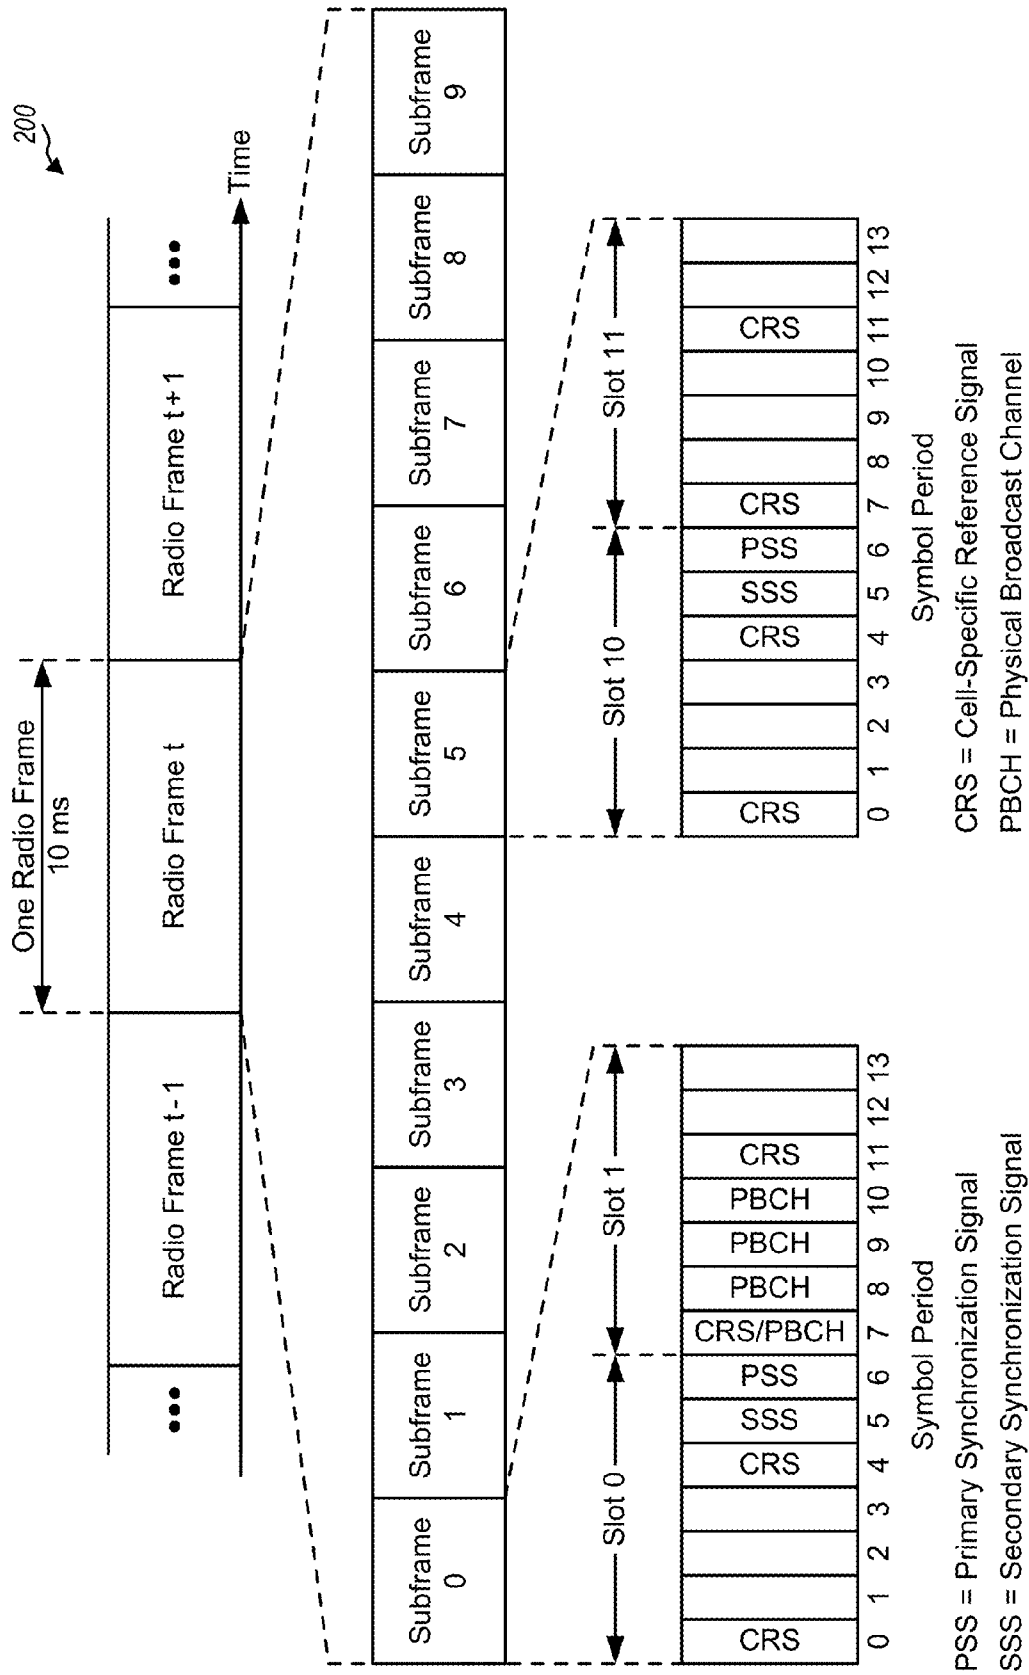 200
One Radio Frame
10 ms
Radio Frame t - 1
Radio Frame t
Radio Frame t + 1
Time
Subframe
0
Subframe
1
Subframe
2
Subframe
3
Subframe
4
Subframe
5
Subframe
6
Subframe
7
Subframe
8
Subframe
9
Slot 0
Slot 1
CRS
CRS
SSS
PSS
CRS/PBCH
PBCH
PBCH
PBCH
CRS
0 1 2 3 4 5 6 7 8 9 10 11 12 13
Symbol Period
Slot 10
Slot 11
CRS
CRS
SSS
PSS
CRS
CRS
0 1 2 3 4 5 6 7 8 9 10 11 12 13
Symbol Period
PSS = Primary Synchronization Signal
SSS = Secondary Synchronization Signal
CRS = Cell-Specific Reference Signal
PBCH = Physical Broadcast Channel